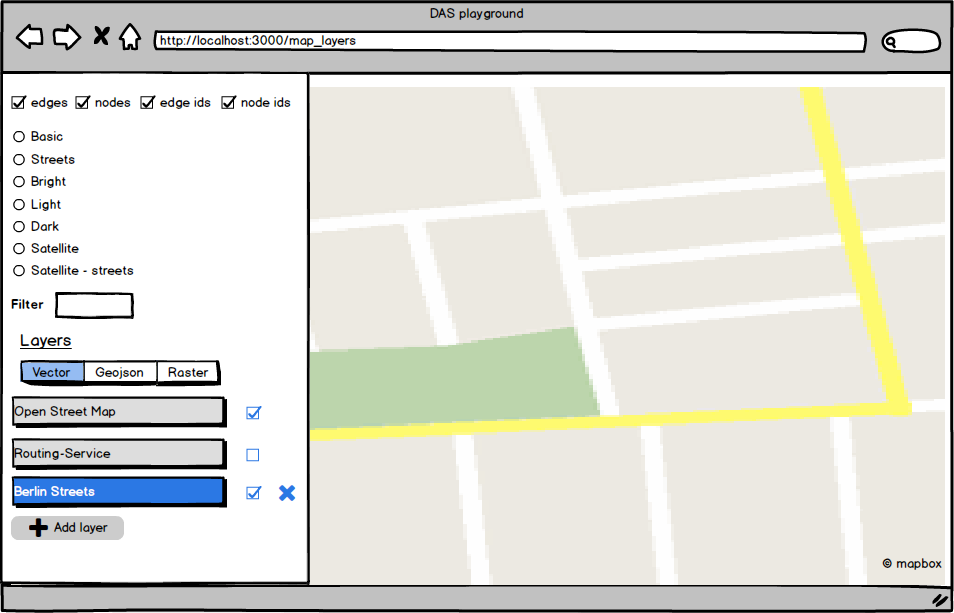 DAS playground
http://localhost:3000/map_layers
edges nodes edge ids node ids
Basic
Streets
Bright
Light
Dark
Satellite
Satellite - streets
Filter
Layers
Vector Geojson Raster
Open Street Map
Routing-Service
Berlin Streets
Add layer
© mapbox